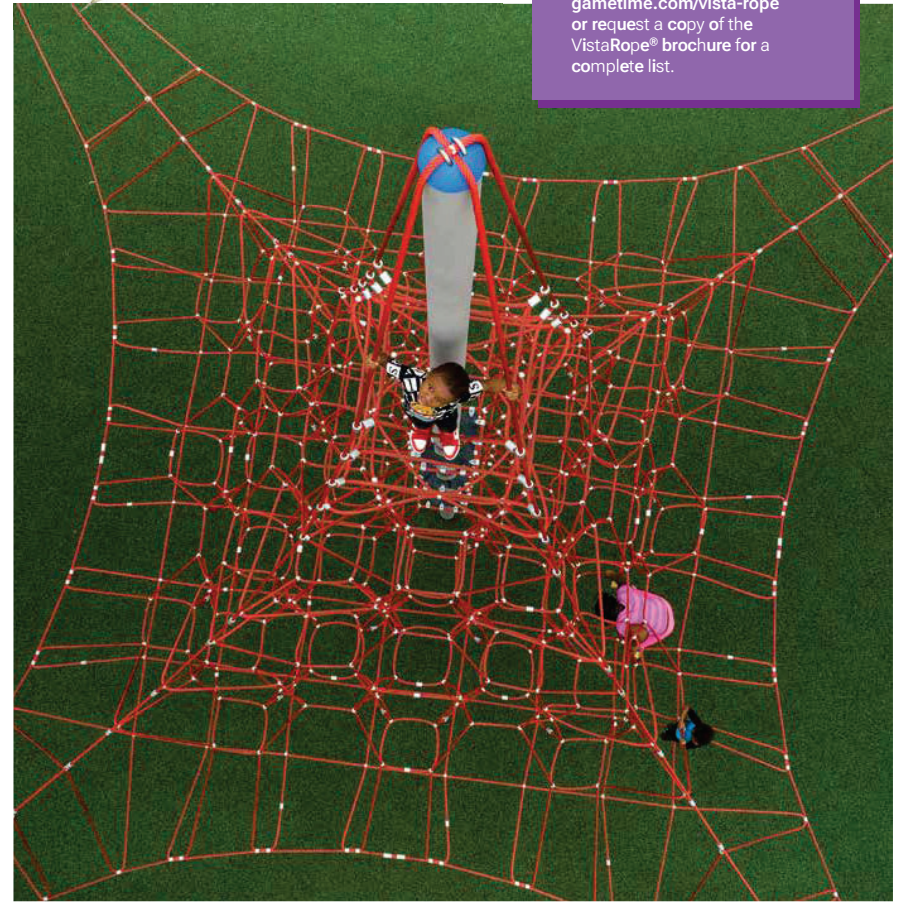 gametime.com/vista-rope
or request a copy of the
VistaRope® brochure for a
complete list.